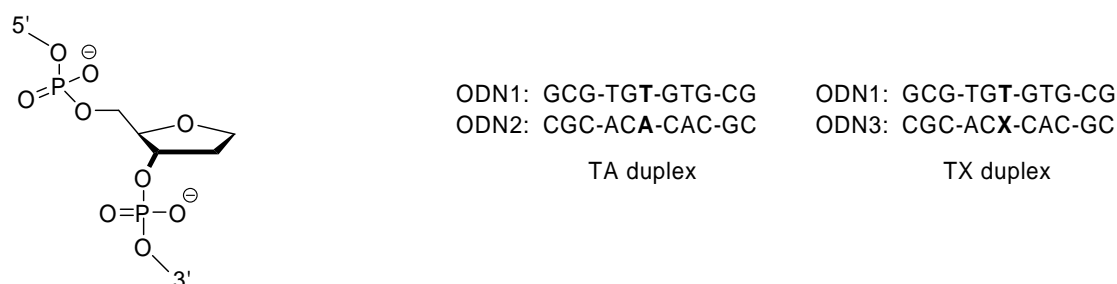 5'
O
⊖
P
O
O
O
O
O
⊖
O=P–O
O
3'
ODN1: GCG-TGT-GTG-CG
ODN2: CGC-ACA-CAC-GC
TA duplex
ODN1: GCG-TGT-GTG-CG
ODN3: CGC-ACX-CAC-GC
TX duplex